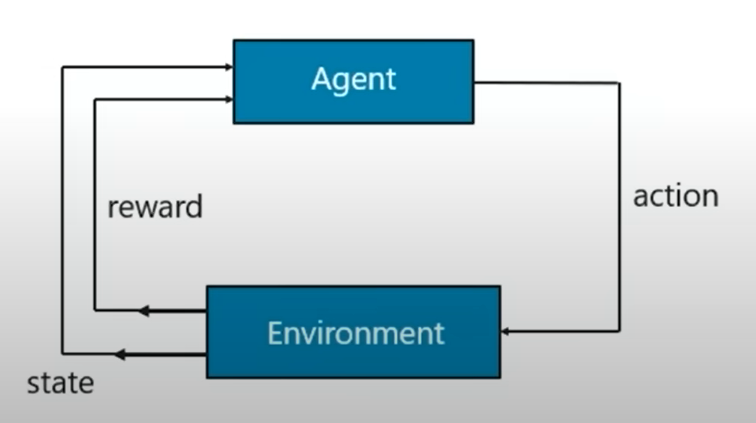 Agent
reward
action
Environment
state